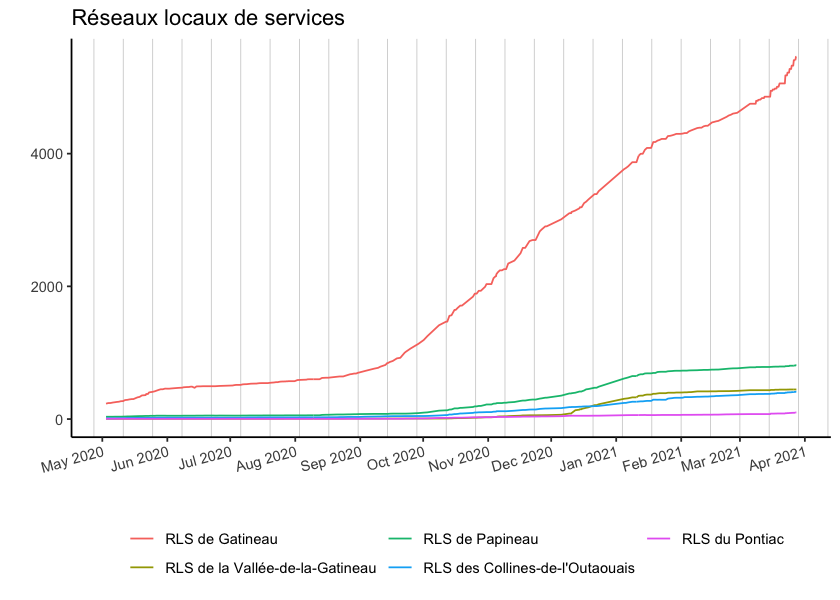 Réseaux locaux de services
4000
2000
0
May 2020 Jun 2020 Jul 2020 Aug 2020 Sep 2020 Oct 2020 Nov 2020 Dec 2020 Jan 2021 Feb 2021 Mar 2021 Apr 2021
RLS de Gatineau RLS de Papineau RLS du Pontiac
RLS de la Vallée-de-la-Gatineau RLS des Collines-de-l'Outaouais